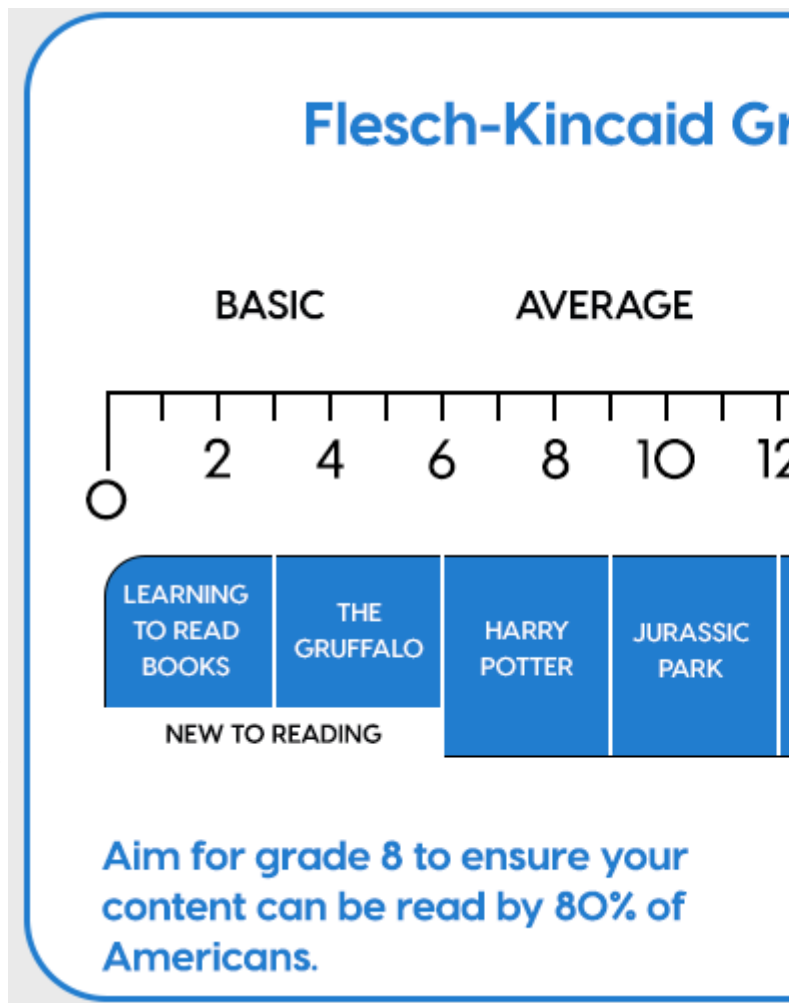 Flesch-Kincaid Gr
BASIC
AVERAGE
0
2
4
6
8
10
12
LEARNING
TO READ
BOOKS
THE
GRUFFALO
HARRY
POTTER
JURASSIC
PARK
NEW TO READING
Aim for grade 8 to ensure your
content can be read by 80% of
Americans.